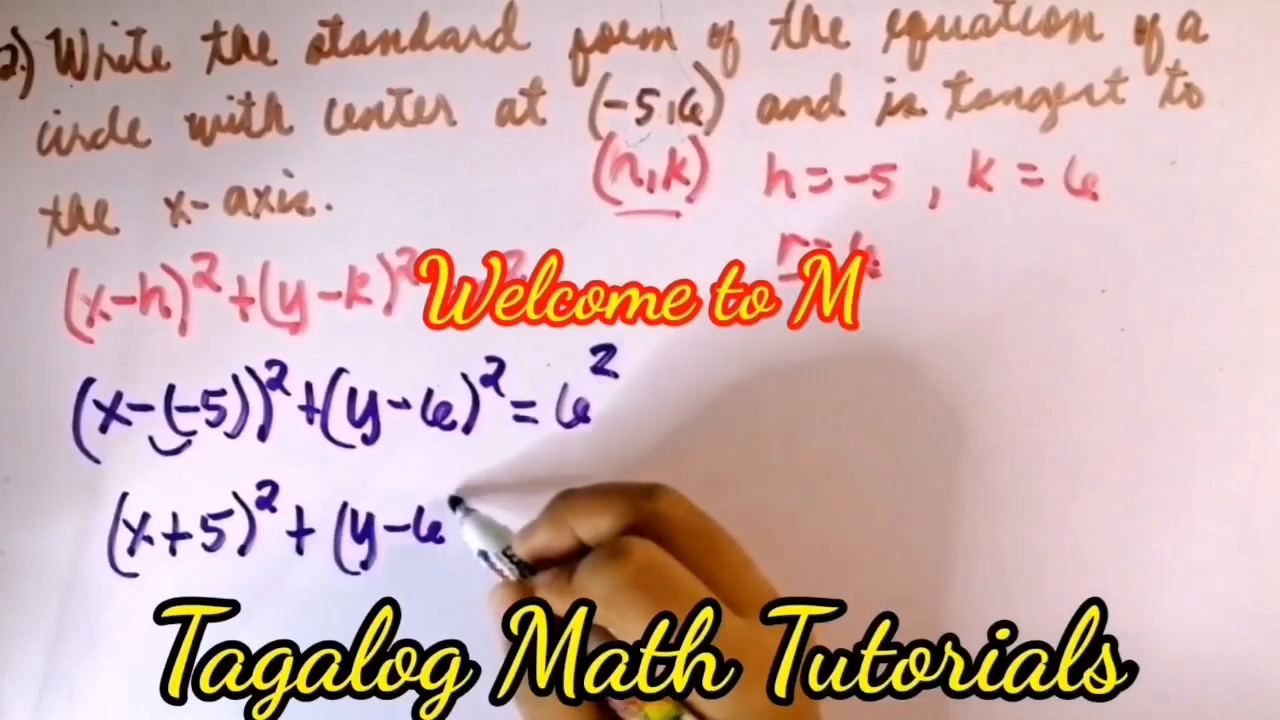 2.) Write the standard form of the equation of a
circle with center at (-5,6) and is tangent to
(h,k) h = -5 , k = 6
the x-axis.
r = 6
(x-h)² + (y-k)² 2
Welcome to M
(x-(-5))² + (y-6)² = 6²
(x+5)² + (y-6
Tagalog Math Tutorials